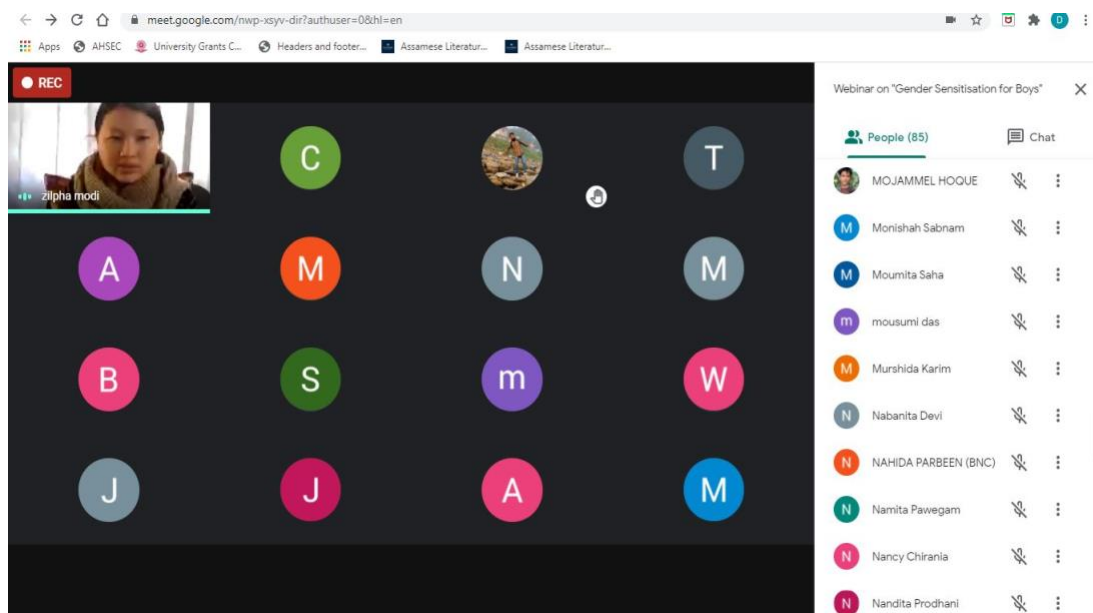 meet.google.com/nwp-xsyv-dir?authuser=0&hl=en
D
Apps AHSEC University Grants C... Headers and footer... Assamese Literatur... Assamese Literatur...
REC
Webinar on "Gender Sensitisation for Boys"
People (85) Chat
zilpha modi
C
T
A
M
N
M
B
S
m
W
J
J
A
M
MOJAMMEL HOQUE
M Monishah Sabnam
M Moumita Saha
m mousumi das
M Murshida Karim
N Nabanita Devi
N NAHIDA PARBEEN (BNC)
N Namita Pawegam
N Nancy Chirania
N Nandita Prodhani